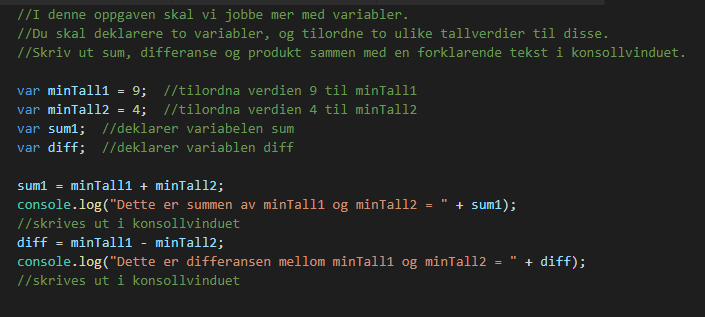 //I denne oppgaven skal vi jobbe mer med variabler.
//Du skal deklarere to variabler, og tilordne to ulike tallverdier til disse.
//Skriv ut sum, differanse og produkt sammen med en forklarende tekst i konsollvinduet.
var minTall1 = 9;  //tilordna verdien 9 til minTall1
var minTall2 = 4;  //tilordna verdien 4 til minTall2
var sum1;  //deklarer variabelen sum
var diff;  //deklarer variablen diff
sum1 = minTall1 + minTall2;
console.log("Dette er summen av minTall1 og minTall2 = " + sum1);
//skrives ut i konsollvinduet
diff = minTall1 - minTall2;
console.log("Dette er differansen mellom minTall1 og minTall2 = " + diff);
//skrives ut i konsollvinduet